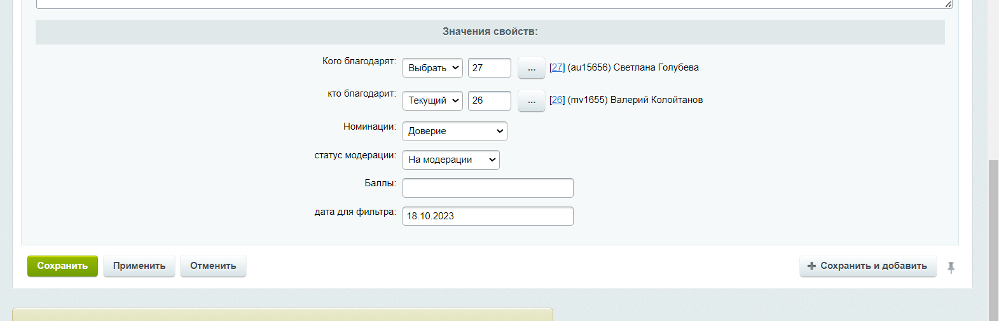 Значения свойств:
Кого благодарят: Выбрать 27 ... [27] (au15656) Светлана Голубева
кто благодарит: Текущий 26 ... [26] (mv1655) Валерий Колойтанов
Номинации: Доверие
статус модерации: На модерации
Баллы:
дата для фильтра: 18.10.2023
Сохранить Применить Отменить + Сохранить и добавить